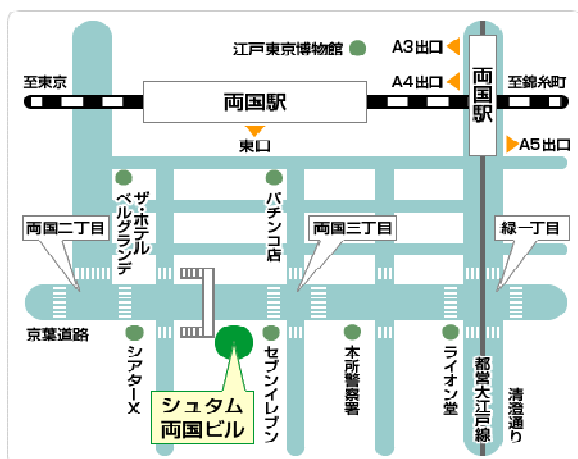 江戸東京博物館
A3出口
至東京
両国駅
A4出口
両国駅
至錦糸町
東口
A5出口
ザ・ホテル
ベルグランデ
パチンコ店
両国二丁目
両国三丁目
緑一丁目
京葉道路
シアターX
セブンイレブン
本所警察署
ライオン堂
都営大江戸線
清澄通り
シュタム
両国ビル